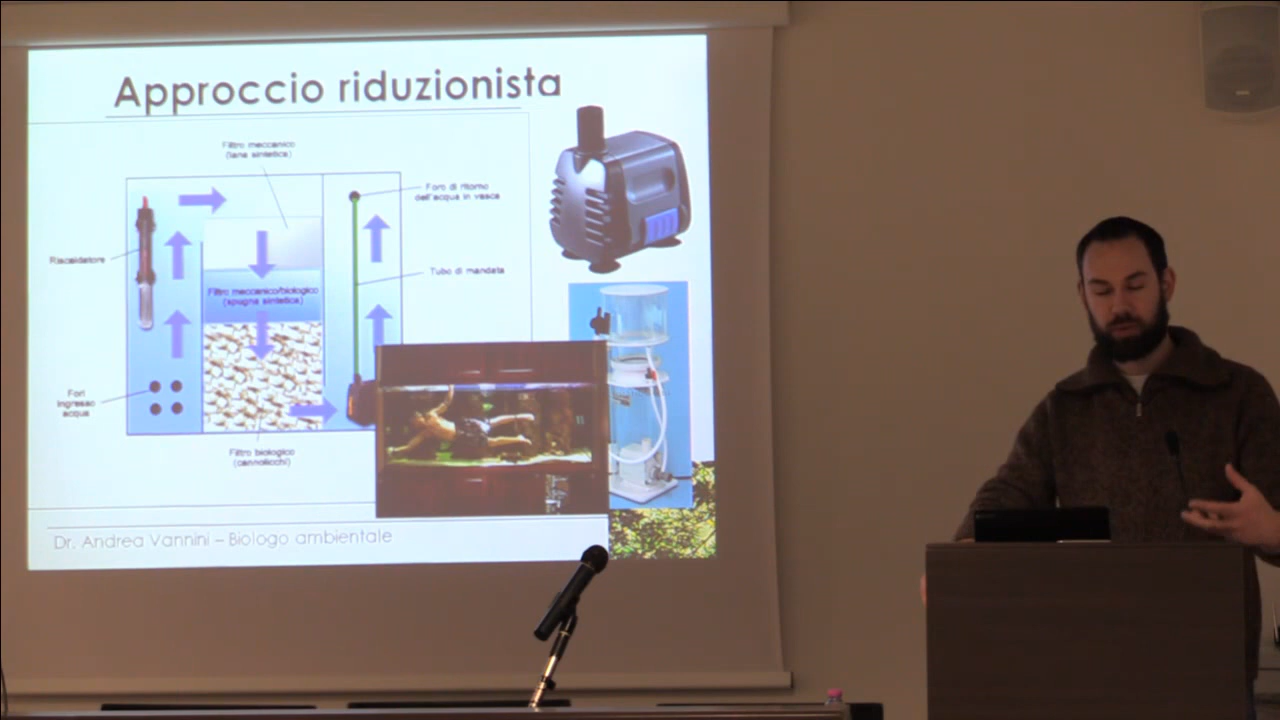 Approccio riduzionista
Filtro meccanico
(lana sintetica)
Foro di ritorno
dell'acqua in vasca
Riscaldatore
Tubo di mandata
Filtro meccanico/biologico
(spugna sintetica)
Fori
ingresso
acqua
Filtro biologico
(cannolicchi)
Dr. Andrea Vannini – Biologo ambientale